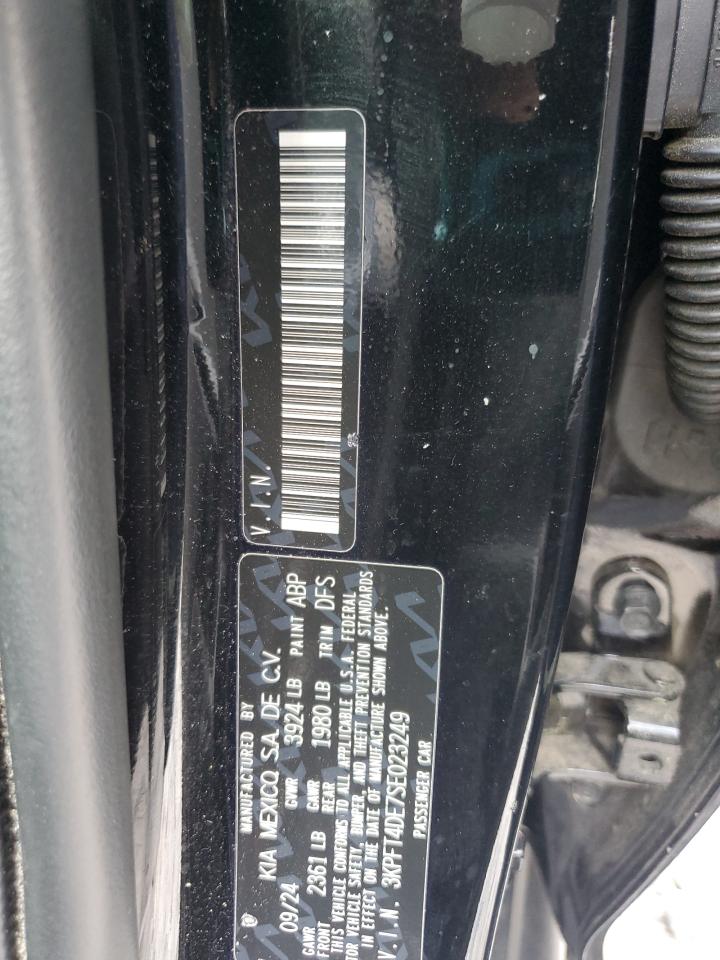 V.I.N.
MANUFACTURED BY
KIA MEXICO, S.A. DE C.V.
09/24 GVWR 3924 LB PAINT ABP
GAWR FRONT 2361 LB GAWR REAR 1980 LB TRIM DFS
THIS VEHICLE CONFORMS TO ALL APPLICABLE U.S.A. FEDERAL
MOTOR VEHICLE SAFETY, BUMPER, AND THEFT PREVENTION STANDARDS
IN EFFECT ON THE DATE OF MANUFACTURE SHOWN ABOVE.
V.I.N. 3KPFT4DE7SE023249
PASSENGER CAR